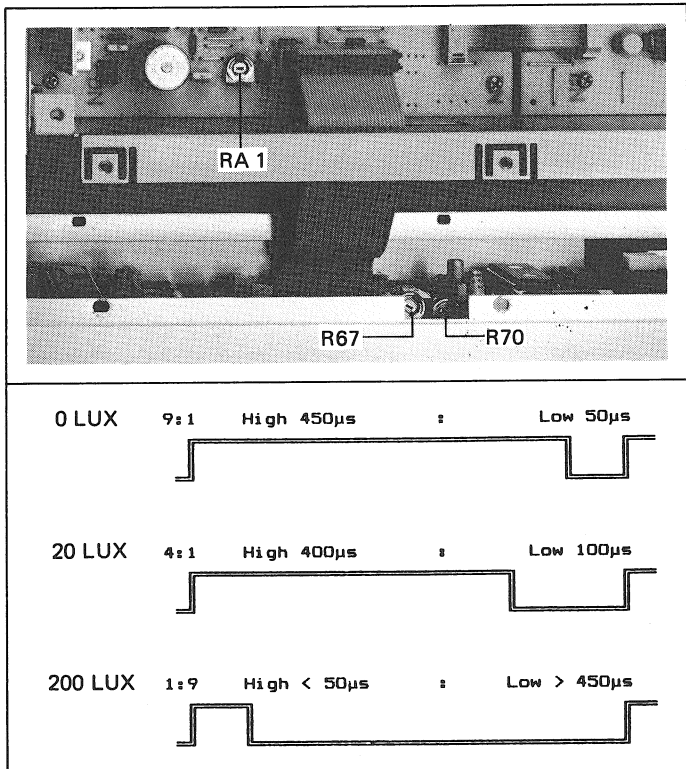 RA 1
R67
R70
0 LUX 9:1 High 450µs : Low 50µs
20 LUX 4:1 High 400µs : Low 100µs
200 LUX 1:9 High < 50µs : Low > 450µs